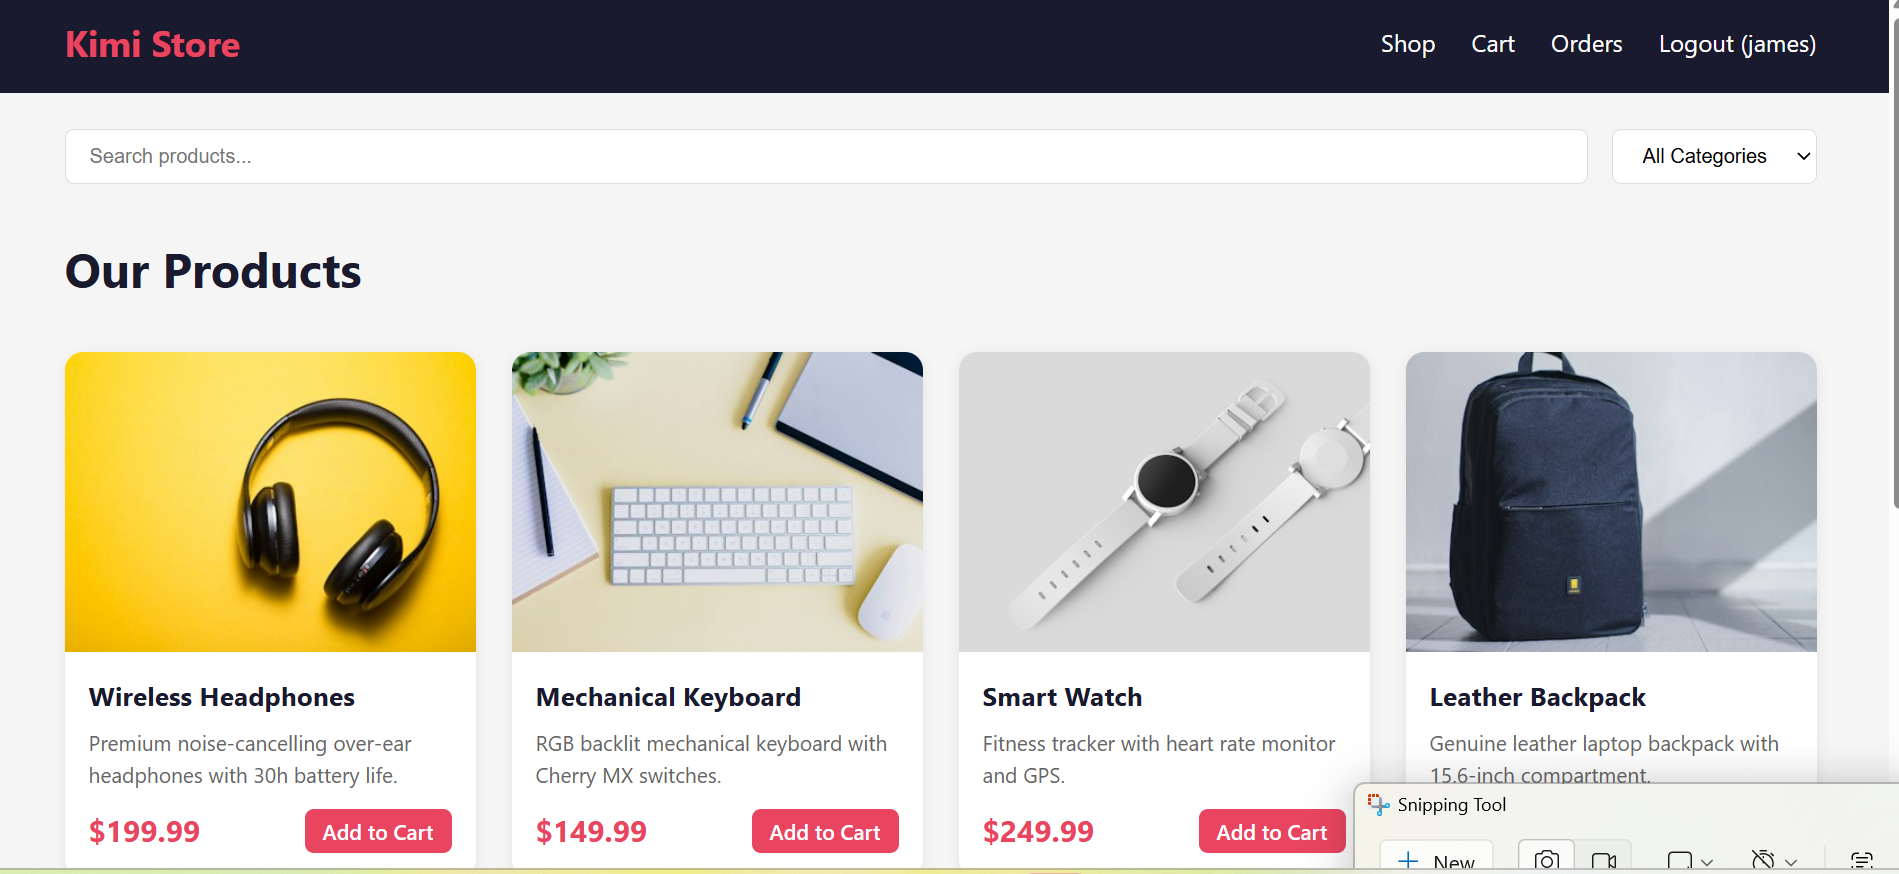 Kimi Store
Shop Cart Orders Logout (james)
Search products...
All Categories
Our Products
Wireless Headphones
Premium noise-cancelling over-ear
headphones with 30h battery life.
$199.99
Add to Cart
Mechanical Keyboard
RGB backlit mechanical keyboard with
Cherry MX switches.
$149.99
Add to Cart
Smart Watch
Fitness tracker with heart rate monitor
and GPS.
$249.99
Add to Cart
Leather Backpack
Genuine leather laptop backpack with
15.6-inch compartment.
Snipping Tool
New